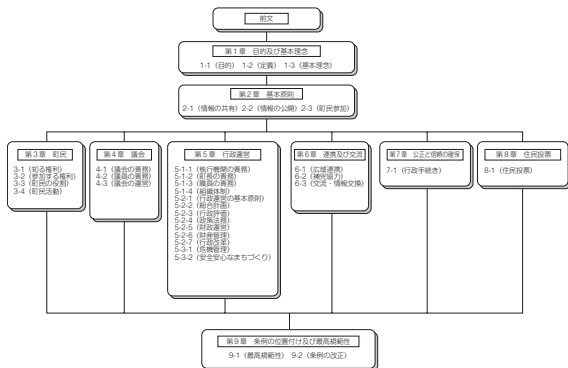 前文
第１章　目的及び基本理念
1-1（目的）　1-2（定義）　1-3（基本理念）
第２章　基本原則
2-1（情報の共有）　2-2（情報の公開）　2-3（町民参加）
第３章　町民
3-1（知る権利）
3-2（参加する権利）
3-3（町民の役割）
3-4（町民活動）
第４章　議会
4-1（議会の責務）
4-2（議員の責務）
4-3（議会の運営）
第５章　行政運営
5-1-1（執行機関の責務）
5-1-2（町長の責務）
5-1-3（職員の責務）
5-1-4（組織体制）
5-2-1（行政運営の基本原則）
5-2-2（総合計画）
5-2-3（行政評価）
5-2-4（政策法務）
5-2-5（財政運営）
5-2-6（財産管理）
5-2-7（行政改革）
5-3-1（危機管理）
5-3-2（安全安心なまちづくり）
第６章　連携及び交流
6-1（広域連携）
6-2（補完協力）
6-3（交流・情報交換）
第７章　公正と信頼の確保
7-1（行政手続き）
第８章　住民投票
8-1（住民投票）
第９章　条例の位置付け及び最高規範性
9-1（最高規範性）　9-2（条例の改正）